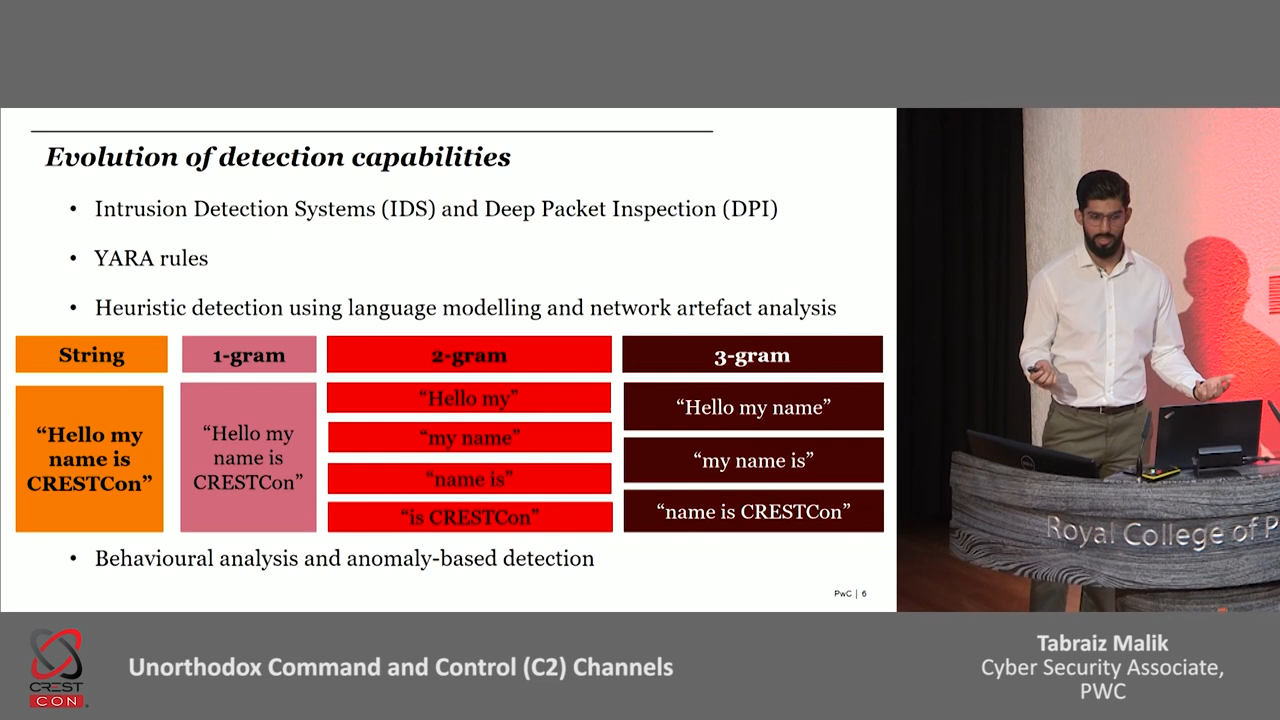 Evolution of detection capabilities
• Intrusion Detection Systems (IDS) and Deep Packet Inspection (DPI)
• YARA rules
• Heuristic detection using language modelling and network artefact analysis
String
1-gram
2-gram
3-gram
“Hello my
name is
CRESTCon”
“Hello my
name is
CRESTCon”
“Hello my”
“my name”
“name is”
“is CRESTCon”
“Hello my name”
“my name is”
“name is CRESTCon”
• Behavioural analysis and anomaly-based detection
PwC | 6
Royal College of P
CREST
CON
Unorthodox Command and Control (C2) Channels
Tabraiz Malik
Cyber Security Associate,
PWC